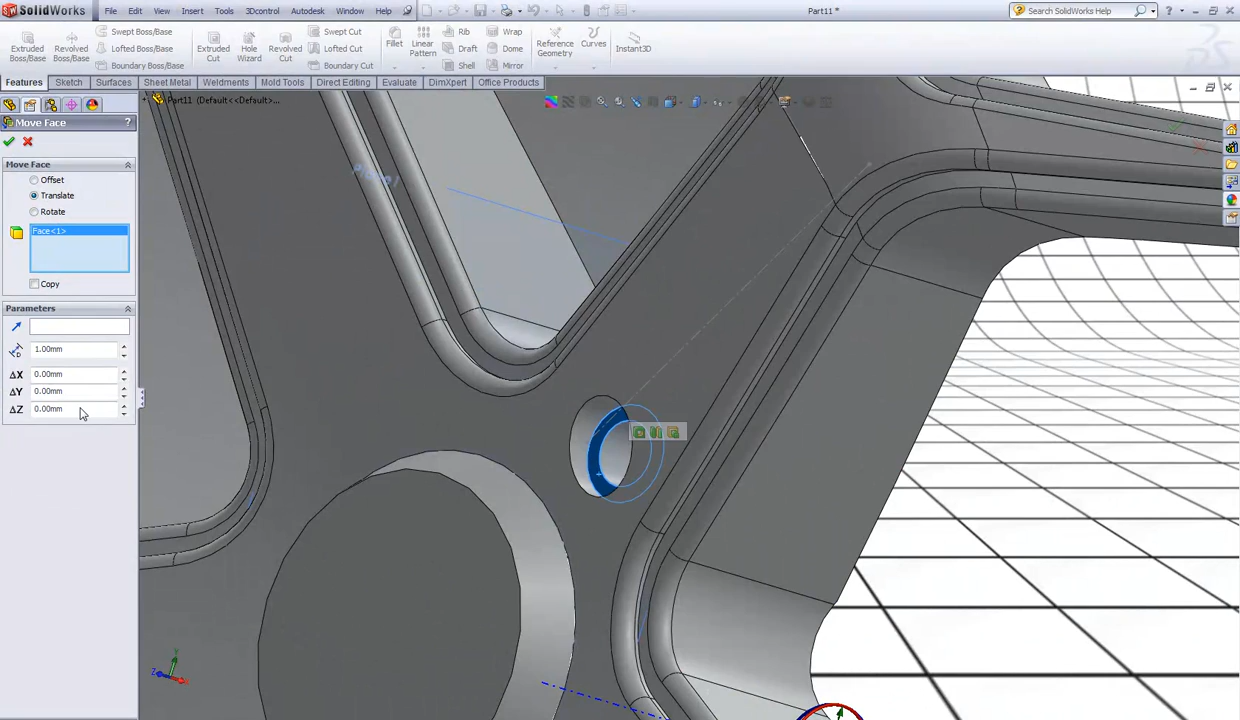 SolidWorks File Edit View Insert Tools 3Dcontrol Autodesk Window Help Part11 * Search SolidWorks Help
Extruded Boss/Base
Revolved Boss/Base
Swept Boss/Base
Lofted Boss/Base
Boundary Boss/Base
Extruded Cut
Hole Wizard
Revolved Cut
Swept Cut
Lofted Cut
Boundary Cut
Fillet
Linear Pattern
Rib
Draft
Shell
Wrap
Dome
Mirror
Reference Geometry
Curves
Instant3D
Features Sketch Surfaces Sheet Metal Weldments Mold Tools Direct Editing Evaluate DimXpert Office Products
Part11 (Default<<Default>...
Move Face ?
Move Face
Offset
Translate
Rotate
Face<1>
Copy
Parameters
1.00mm
ΔX 0.00mm
ΔY 0.00mm
ΔZ 0.00mm
Plane1
Y
Z
X